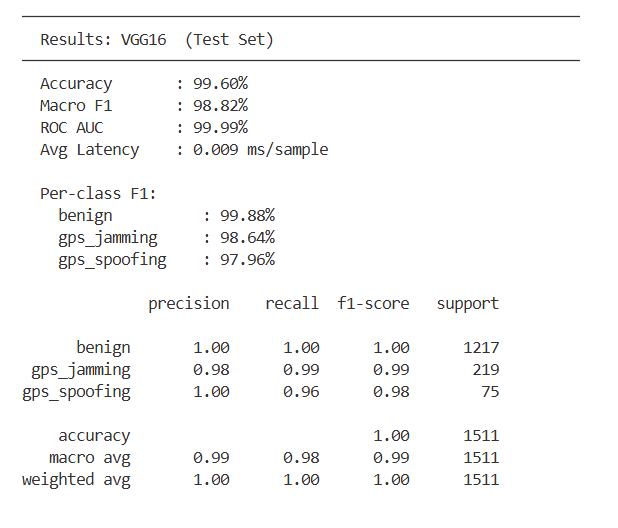 Results: VGG16 (Test Set)
Accuracy : 99.60%
Macro F1 : 98.82%
ROC AUC : 99.99%
Avg Latency : 0.009 ms/sample
Per-class F1:
benign : 99.88%
gps_jamming : 98.64%
gps_spoofing : 97.96%
precision recall f1-score support
benign 1.00 1.00 1.00 1217
gps_jamming 0.98 0.99 0.99 219
gps_spoofing 1.00 0.96 0.98 75
accuracy 1.00 1511
macro avg 0.99 0.98 0.99 1511
weighted avg 1.00 1.00 1.00 1511